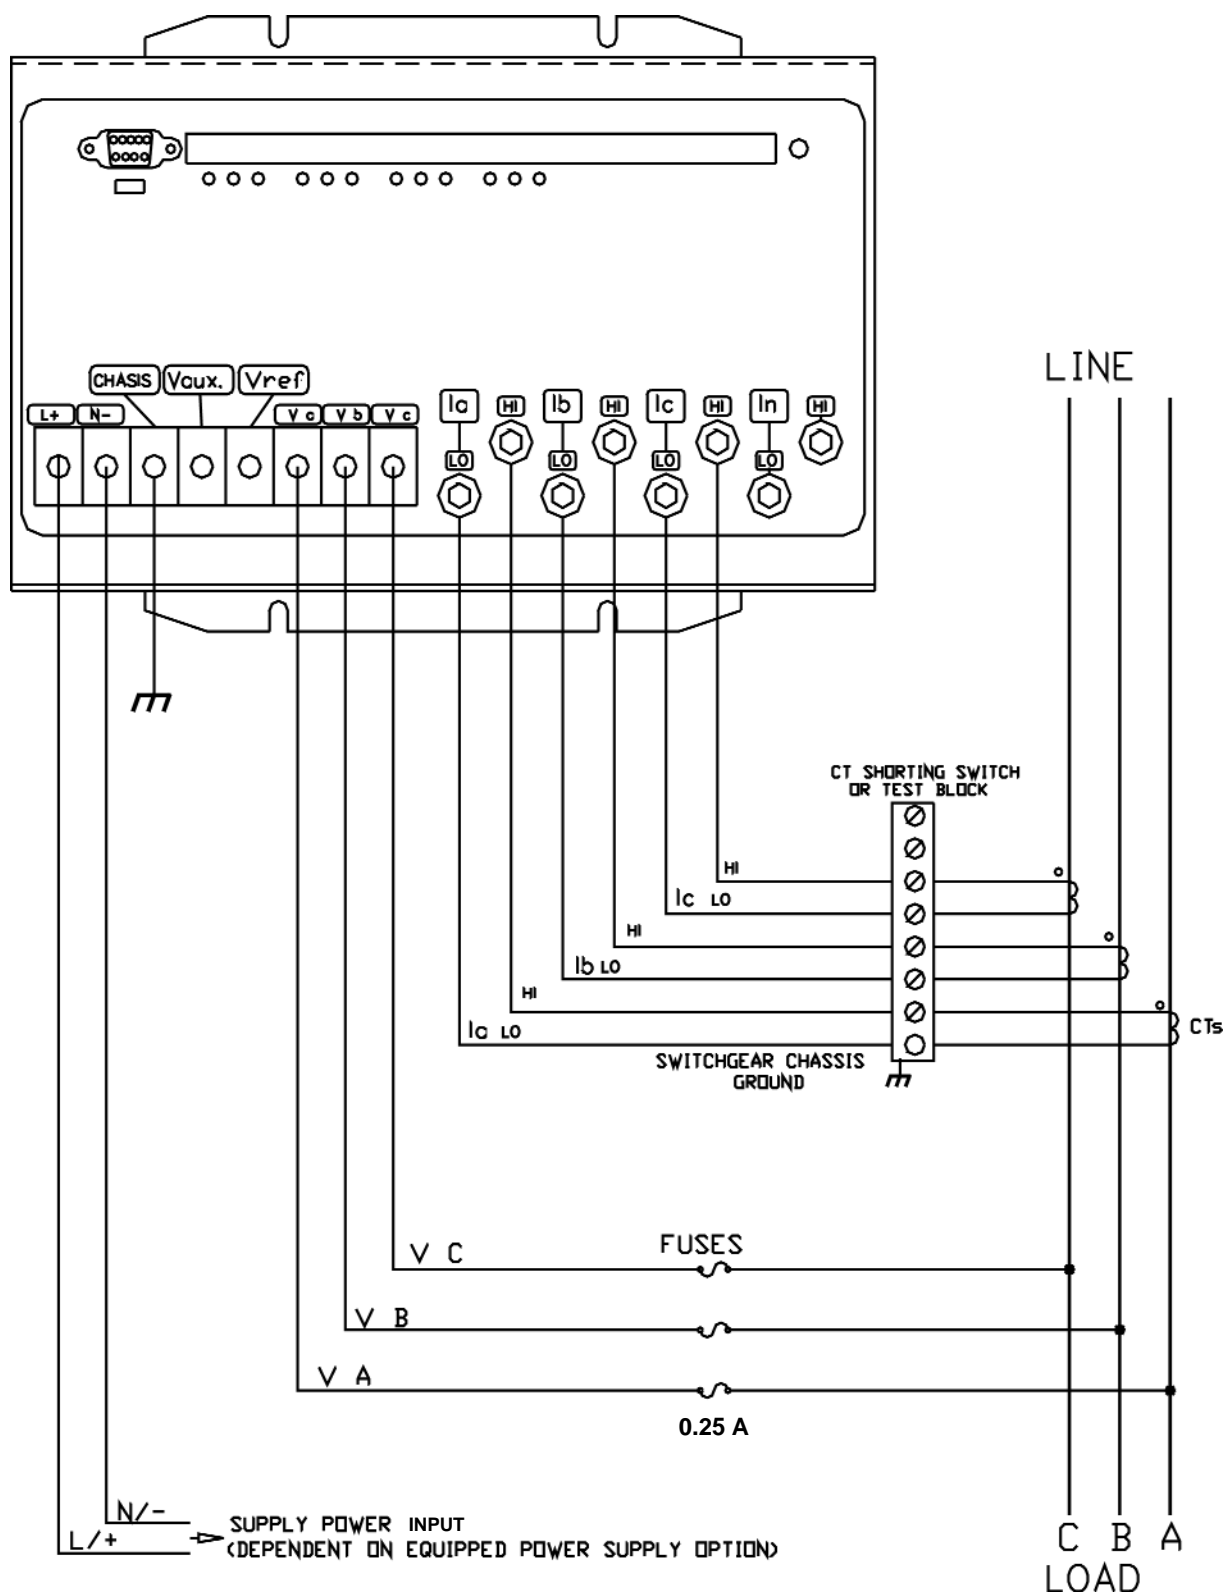 CHASIS Vaux. Vref
L+ N- Va Vb Vc
Ia HI Ib HI Ic HI In HI
LO LO LO LO
LINE
CT SHORTING SWITCH
OR TEST BLOCK
HI
Ic LO
HI
Ib LO
HI
Ia LO
CTs
SWITCHGEAR CHASSIS
GROUND
FUSES
V C
V B
V A
0.25 A
N/-
L/+
SUPPLY POWER INPUT
(DEPENDENT ON EQUIPPED POWER SUPPLY OPTION)
C B A
LOAD